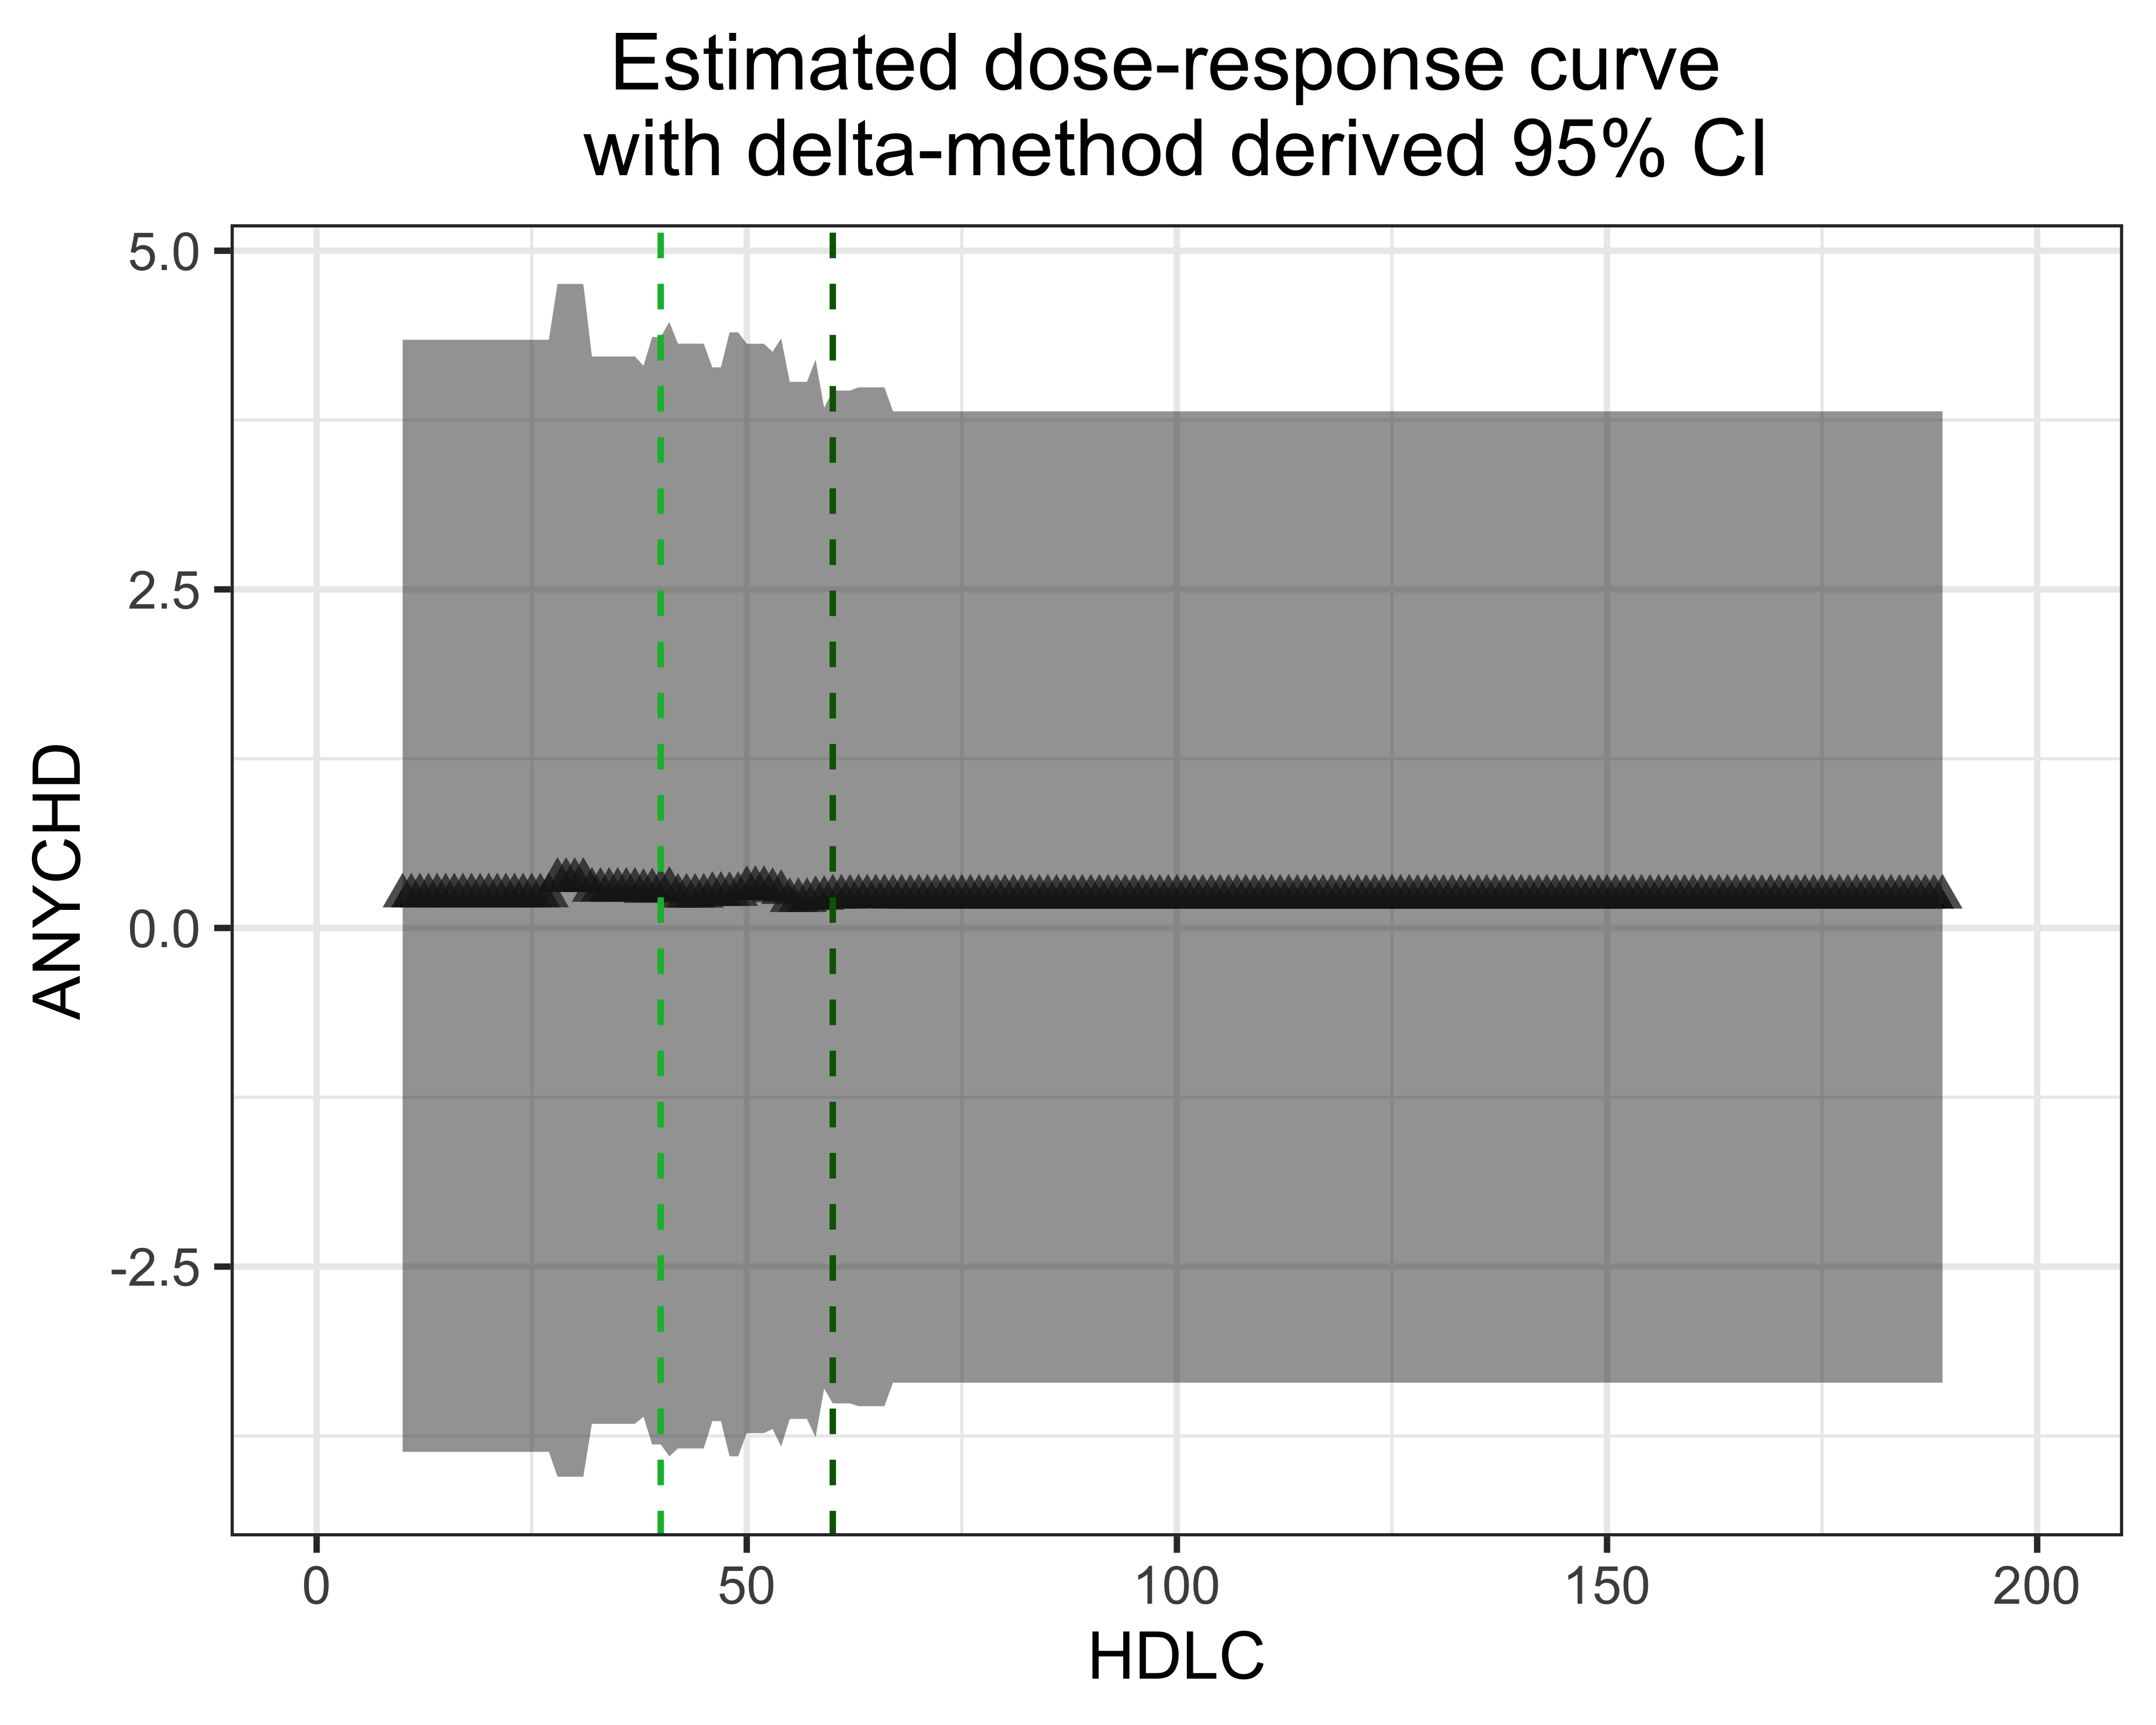 Estimated dose-response curve
with delta-method derived 95% CI
5.0
2.5
0.0
-2.5
ANYCHD
0 50 100 150 200
HDLC